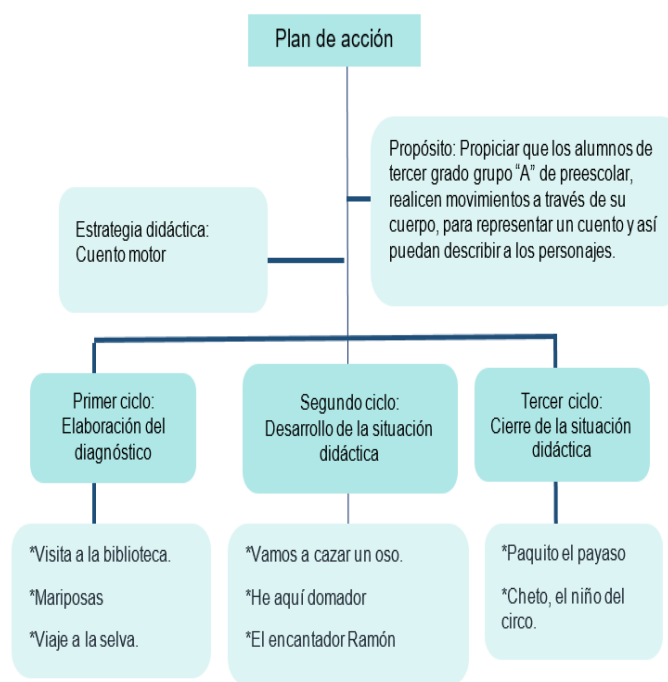 Plan de acción
Propósito: Propiciar que los alumnos de
tercer grado grupo “A” de preescolar,
realicen movimientos a través de su
cuerpo, para representar un cuento y así
puedan describir a los personajes.
Estrategia didáctica:
Cuento motor
Primer ciclo:
Elaboración del
diagnóstico
Segundo ciclo:
Desarrollo de la situación
didáctica
Tercer ciclo:
Cierre de la situación
didáctica
*Visita a la biblioteca.
*Mariposas
*Viaje a la selva.
*Vamos a cazar un oso.
*He aquí domador
*El encantador Ramón
*Paquito el payaso
*Cheto, el niño del
circo.